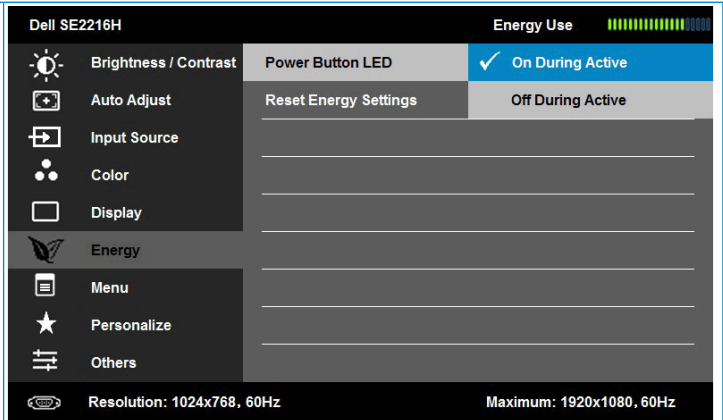 Dell SE2216H Energy Use
Brightness / Contrast Power Button LED On During Active
Auto Adjust Reset Energy Settings Off During Active
Input Source
Color
Display
Energy
Menu
Personalize
Others
Resolution: 1024x768, 60Hz Maximum: 1920x1080, 60Hz